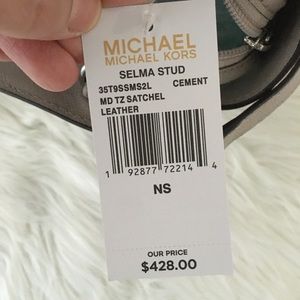 MICHAEL
MICHAEL KORS
SELMA STUD
35T9SSMS2L CEMENT
MD TZ SATCHEL
LEATHER
1 92877 72214 4
NS
OUR PRICE
$428.00